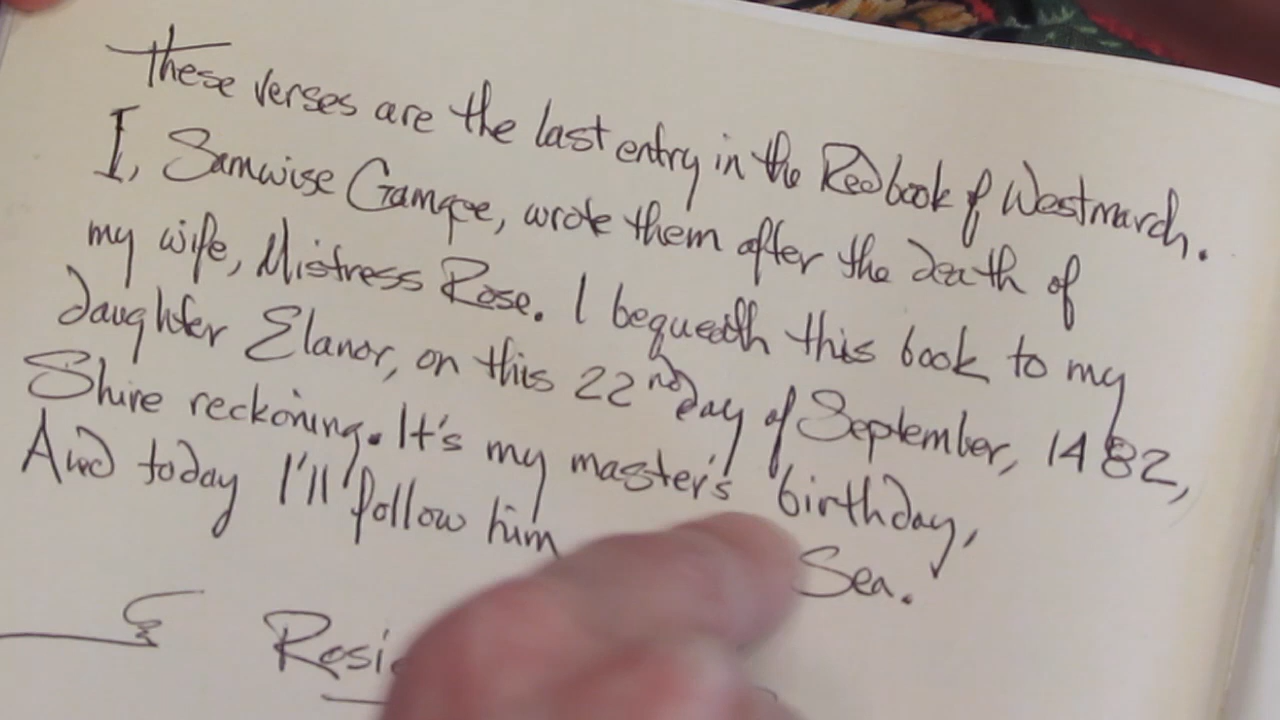 These verses are the last entry in the Redbook of Westmarch.
I, Samwise Gamgee, wrote them after the death of
my wife, Mistress Rose. I bequeath this book to my
daughter Elanor, on this 22nd day of September, 1482,
Shire reckoning. It's my master's birthday,
And today I'll follow him Sea.